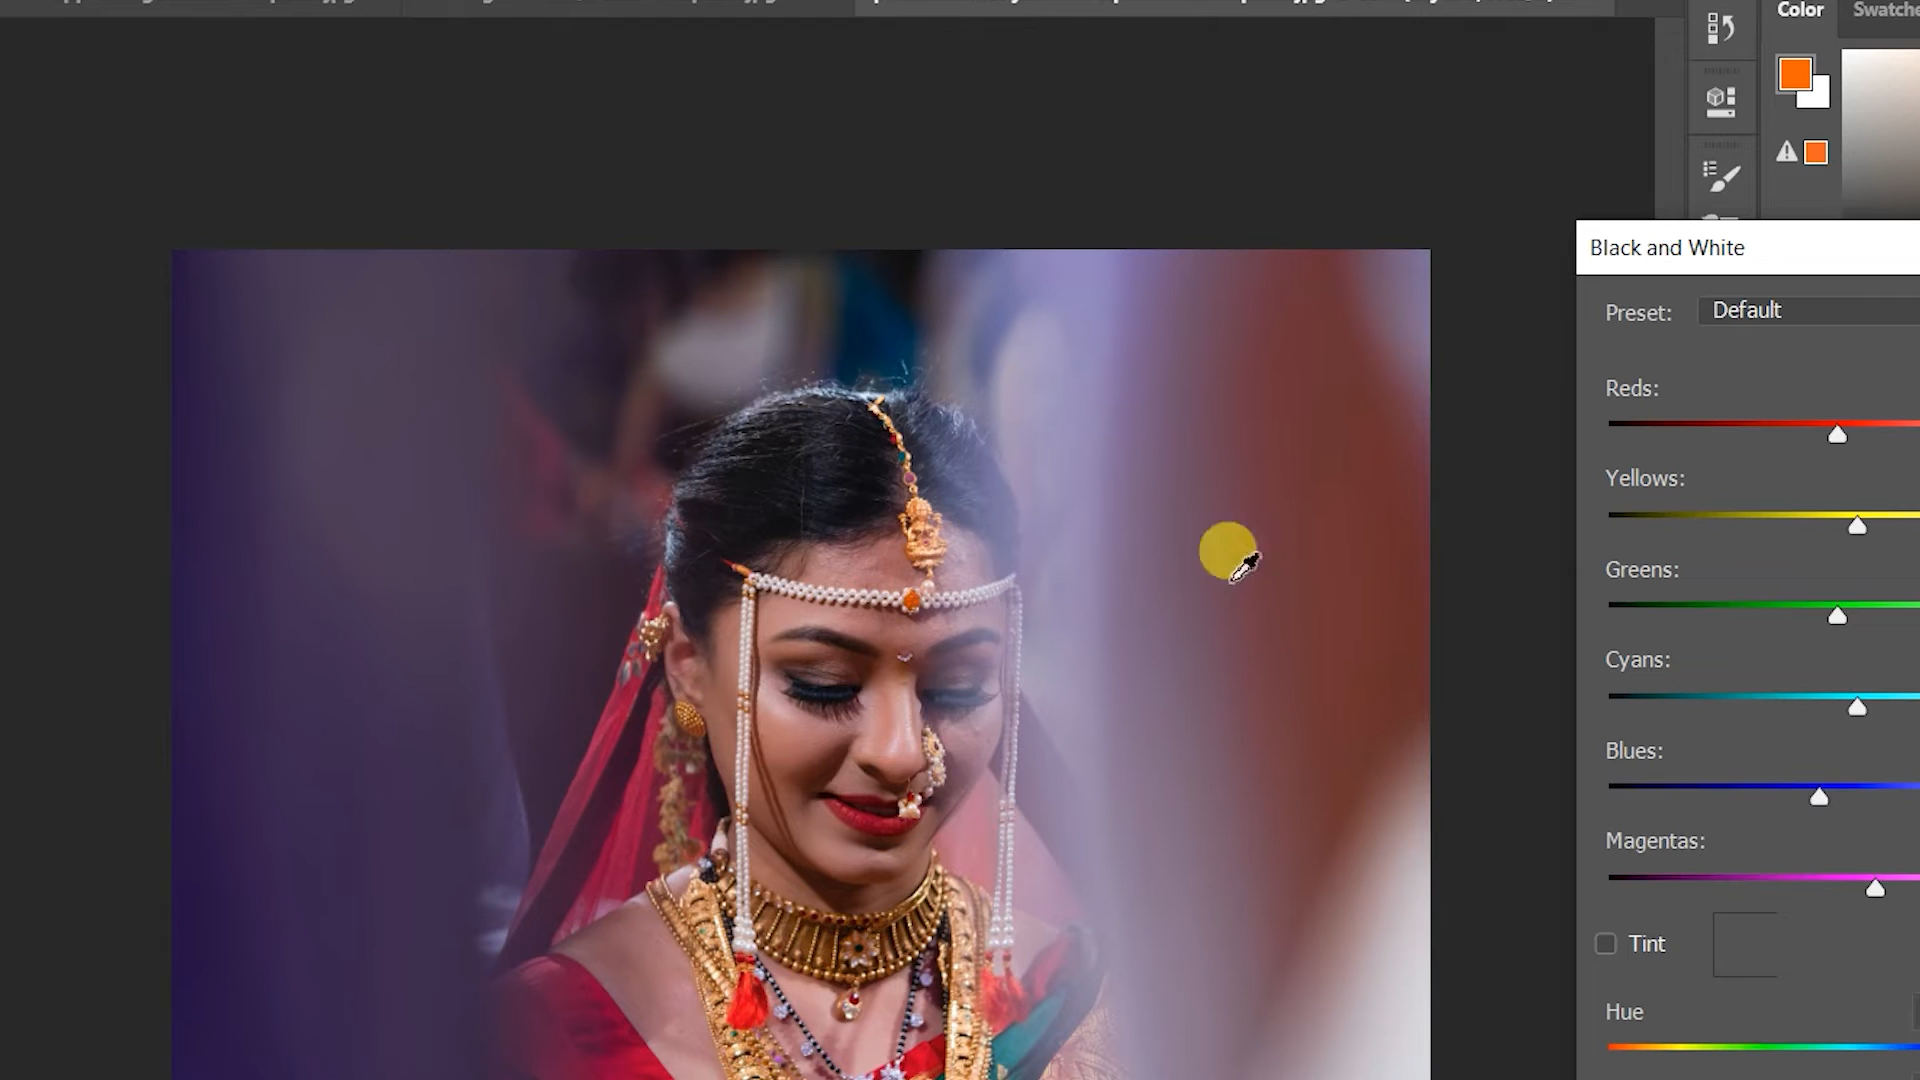 Color
Swatche
Black and White
Preset: Default
Reds:
Yellows:
Greens:
Cyans:
Blues:
Magentas:
Tint
Hue